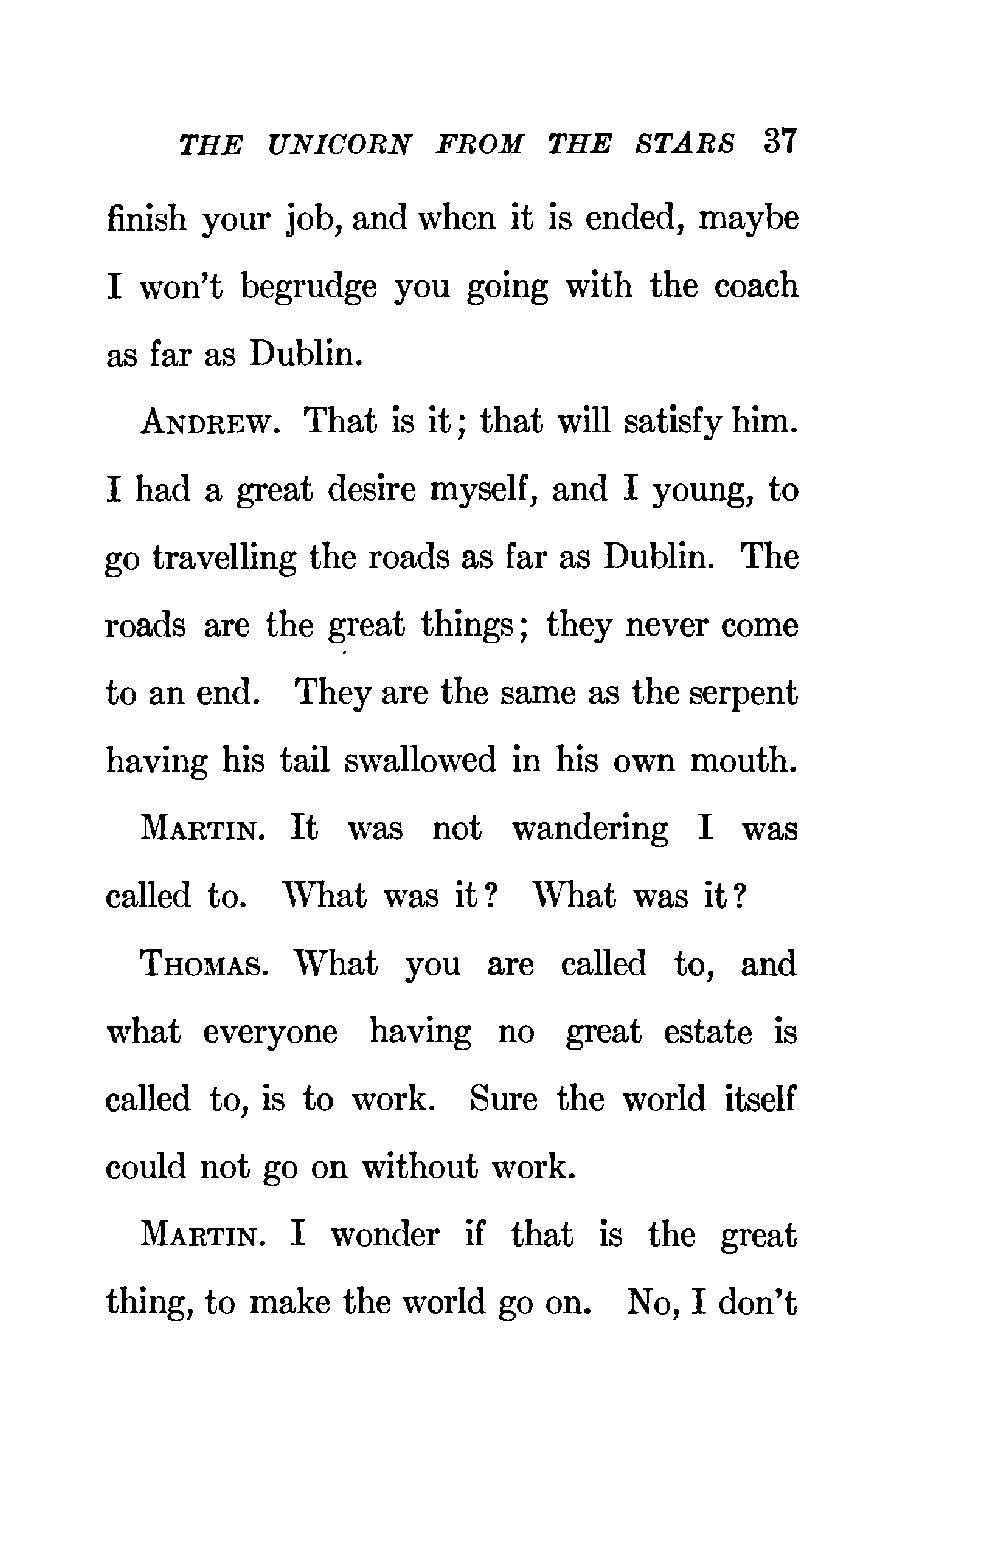 THE UNICORN FROM THE STARS 37
finish your job, and when it is ended, maybe
I won't begrudge you going with the coach
as far as Dublin.
ANDREW. That is it; that will satisfy him.
I had a great desire myself, and I young, to
go travelling the roads as far as Dublin. The
roads are the great things; they never come
to an end. They are the same as the serpent
having his tail swallowed in his own mouth.
MARTIN. It was not wandering I was
called to. What was it? What was it?
THOMAS. What you are called to, and
what everyone having no great estate is
called to, is to work. Sure the world itself
could not go on without work.
MARTIN. I wonder if that is the great
thing, to make the world go on. No, I don't